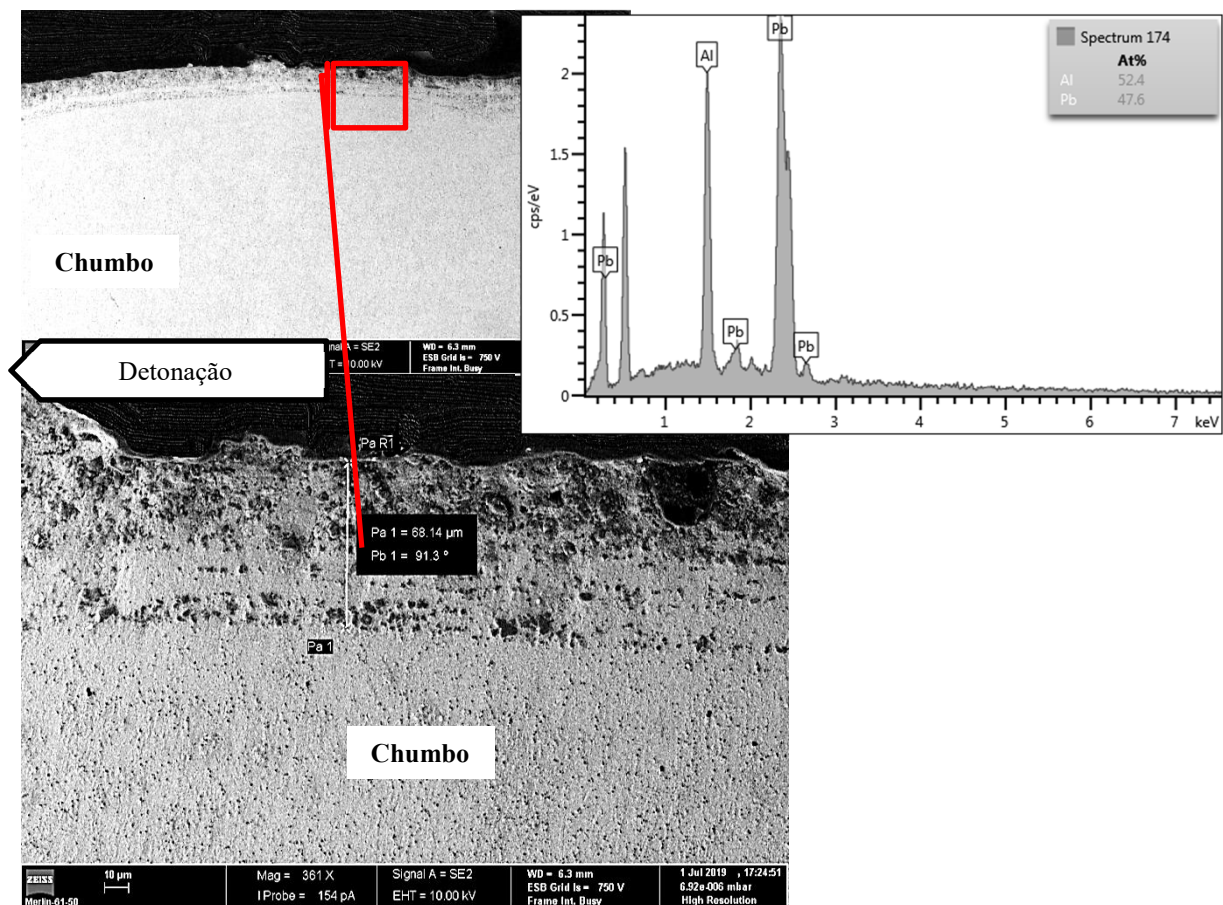 Chumbo
Signal A = SE2
EHT = 10.00 kV
WD = 6.3 mm
ESB Grid Is = 750 V
Frame Int. Busy
Detonação
cps/eV
2
1.5
1
0.5
0
1
2
3
4
5
6
7
keV
Pb
Al
Pb
Pb
Pb
Spectrum 174
At%
Al 52.4
Pb 47.6
Pa R1
Pa 1 = 68.14 µm
Pb 1 = 91.3 º
Pa 1
Chumbo
ZEISS
Merlin-61-50
10 µm
Mag = 361 X
I Probe = 154 pA
Signal A = SE2
EHT = 10.00 kV
WD = 6.3 mm
ESB Grid Is = 750 V
Frame Int. Busy
1 Jul 2019 , 17:24:51
6.92e-006 mbar
High Resolution